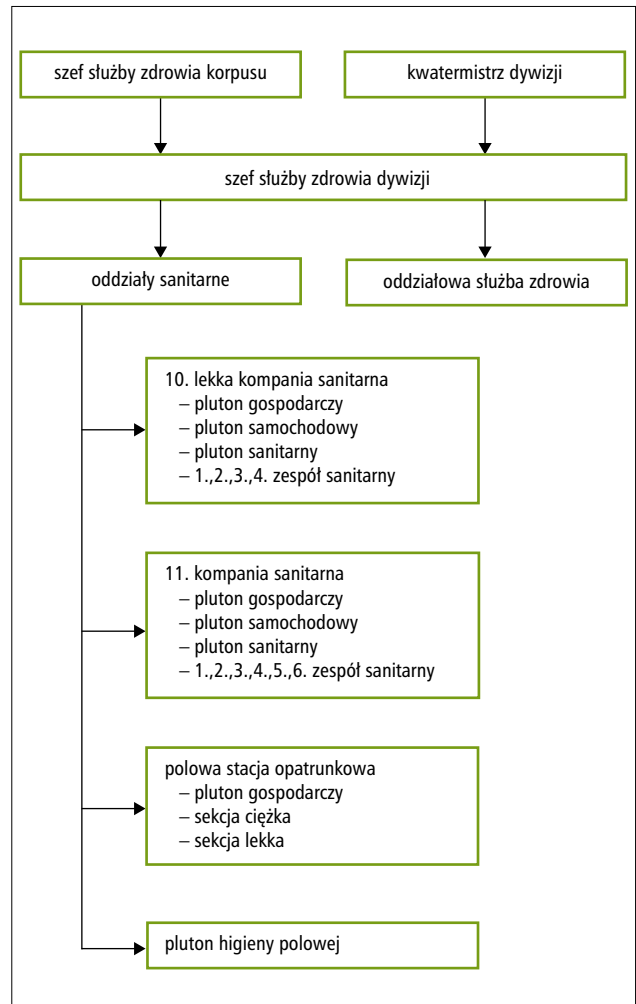 szef służby zdrowia korpusu
kwatermistrz dywizji
szef służby zdrowia dywizji
oddziały sanitarne
oddziałowa służba zdrowia
10. lekka kompania sanitarna
– pluton gospodarczy
– pluton samochodowy
– pluton sanitarny
– 1.,2.,3.,4. zespół sanitarny
11. kompania sanitarna
– pluton gospodarczy
– pluton samochodowy
– pluton sanitarny
– 1.,2.,3.,4.,5.,6. zespół sanitarny
polowa stacja opatrunkowa
– pluton gospodarczy
– sekcja ciężka
– sekcja lekka
pluton higieny polowej